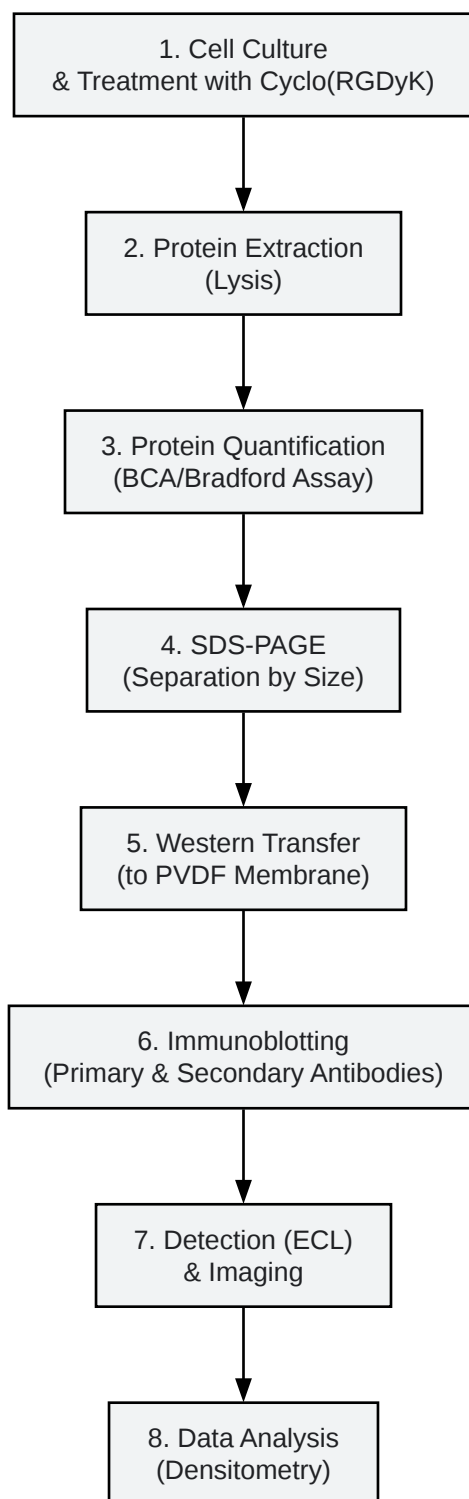 1. Cell Culture
& Treatment with Cyclo(RGDyK)
2. Protein Extraction
(Lysis)
3. Protein Quantification
(BCA/Bradford Assay)
4. SDS-PAGE
(Separation by Size)
5. Western Transfer
(to PVDF Membrane)
6. Immunoblotting
(Primary & Secondary Antibodies)
7. Detection (ECL)
& Imaging
8. Data Analysis
(Densitometry)